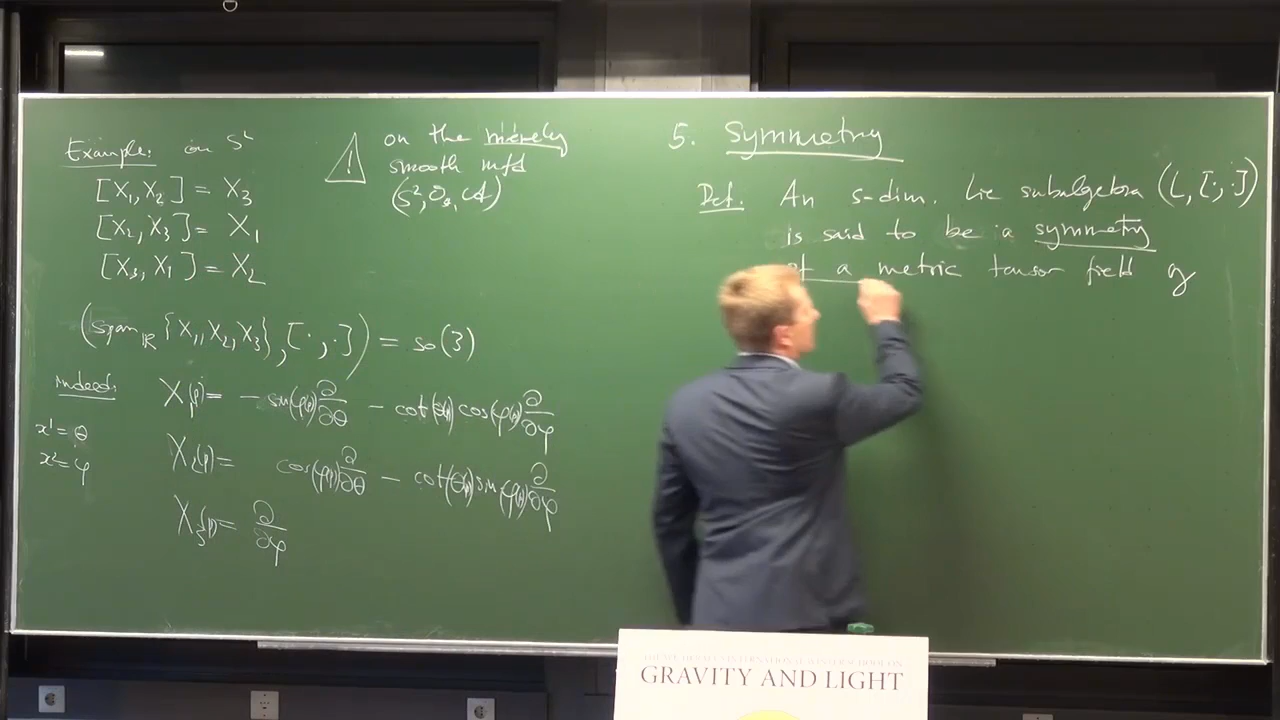 Example: on S²
[X₁, X₂] = X₃
[X₂, X₃] = X₁
[X₃, X₁] = X₂
! on the merely
smooth mfd
(S², O, A)
(span_ℝ {X₁, X₂, X₃}, [·,·]) = so(3)
indeed:
x¹ = θ
x² = φ
X₁(p) = − sin(φ(p)) ∂/∂θ − cot(θ(p)) cos(φ(p)) ∂/∂φ
X₂(p) = cos(φ(p)) ∂/∂θ − cot(θ(p)) sin(φ(p)) ∂/∂φ
X₃(p) = ∂/∂φ
5. Symmetry
Def. An s-dim. Lie subalgebra (L, [·,·])
is said to be a symmetry
of a metric tensor field g
GRAVITY AND LIGHT